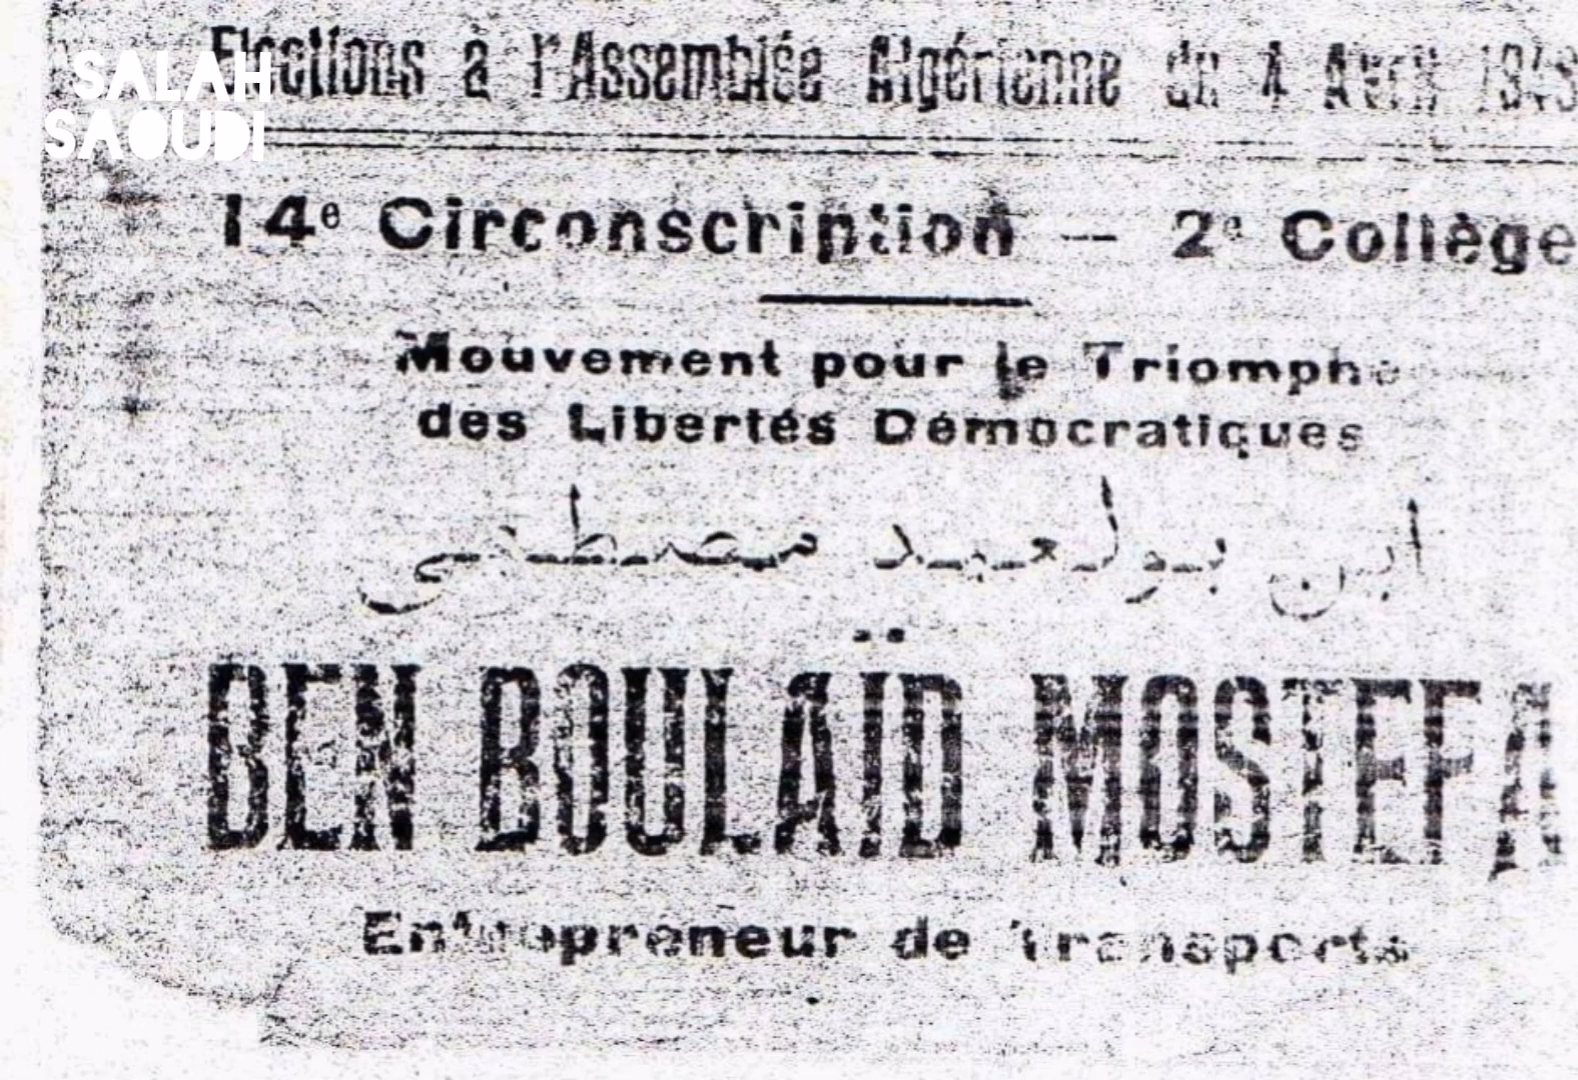 SALAH
SAOUDI
Elections à l'Assemblée Algérienne du 4 Avril 1948
14e Circonscription — 2e Collège
Mouvement pour le Triomphe
des Libertés Démocratiques
ابن بولعيد مصطفى
BEN BOULAÏD MOSTEFA
Entrepreneur de Transports